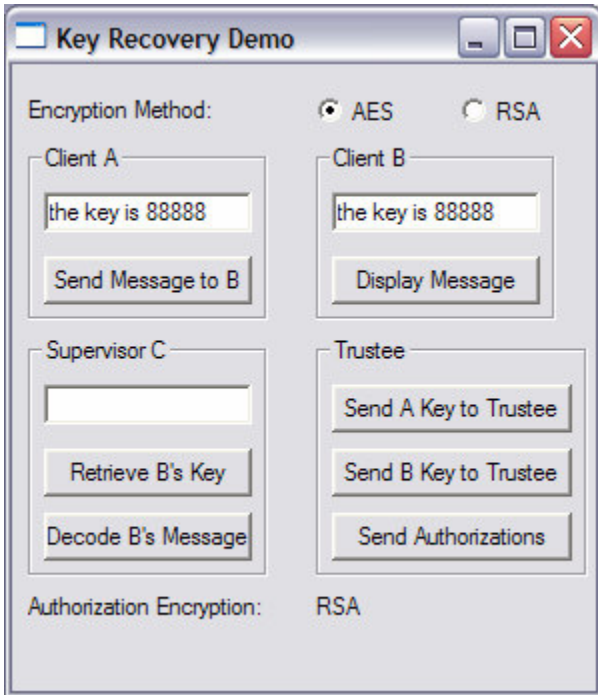 Key Recovery Demo
Encryption Method:
AES
RSA
Client A
the key is 88888
Send Message to B
Client B
the key is 88888
Display Message
Supervisor C
Retrieve B's Key
Decode B's Message
Trustee
Send A Key to Trustee
Send B Key to Trustee
Send Authorizations
Authorization Encryption:
RSA